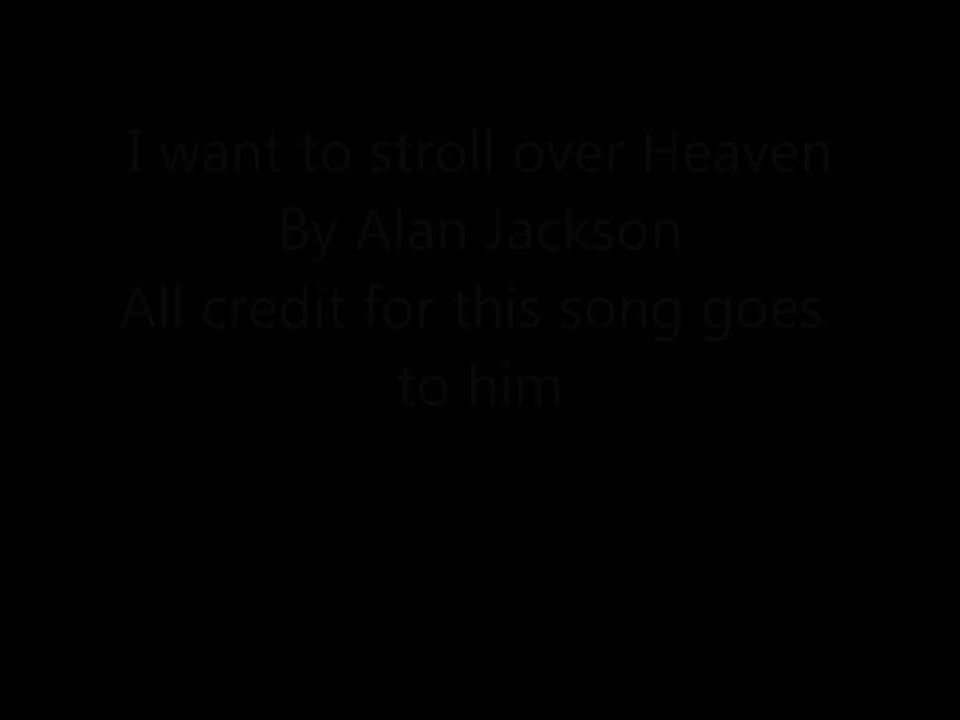 I want to stroll over Heaven
By Alan Jackson
All credit for this song goes
to him